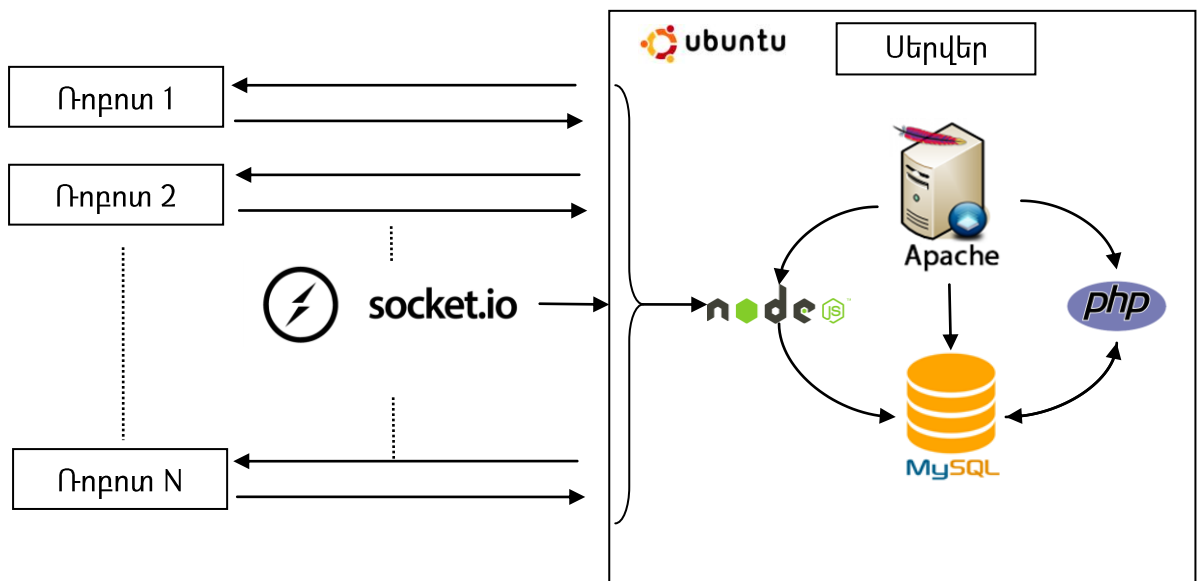 ubuntu
Սերվեր
Ռոբոտ 1
Ռոբոտ 2
Apache
socket.io
node
JS
php
MySQL
Ռոբոտ N